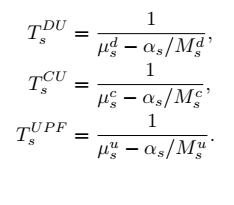 T_s^{DU} = \frac{1}{\mu_s^d - \alpha_s / M_s^d},
T_s^{CU} = \frac{1}{\mu_s^c - \alpha_s / M_s^c},
T_s^{UPF} = \frac{1}{\mu_s^u - \alpha_s / M_s^u}.